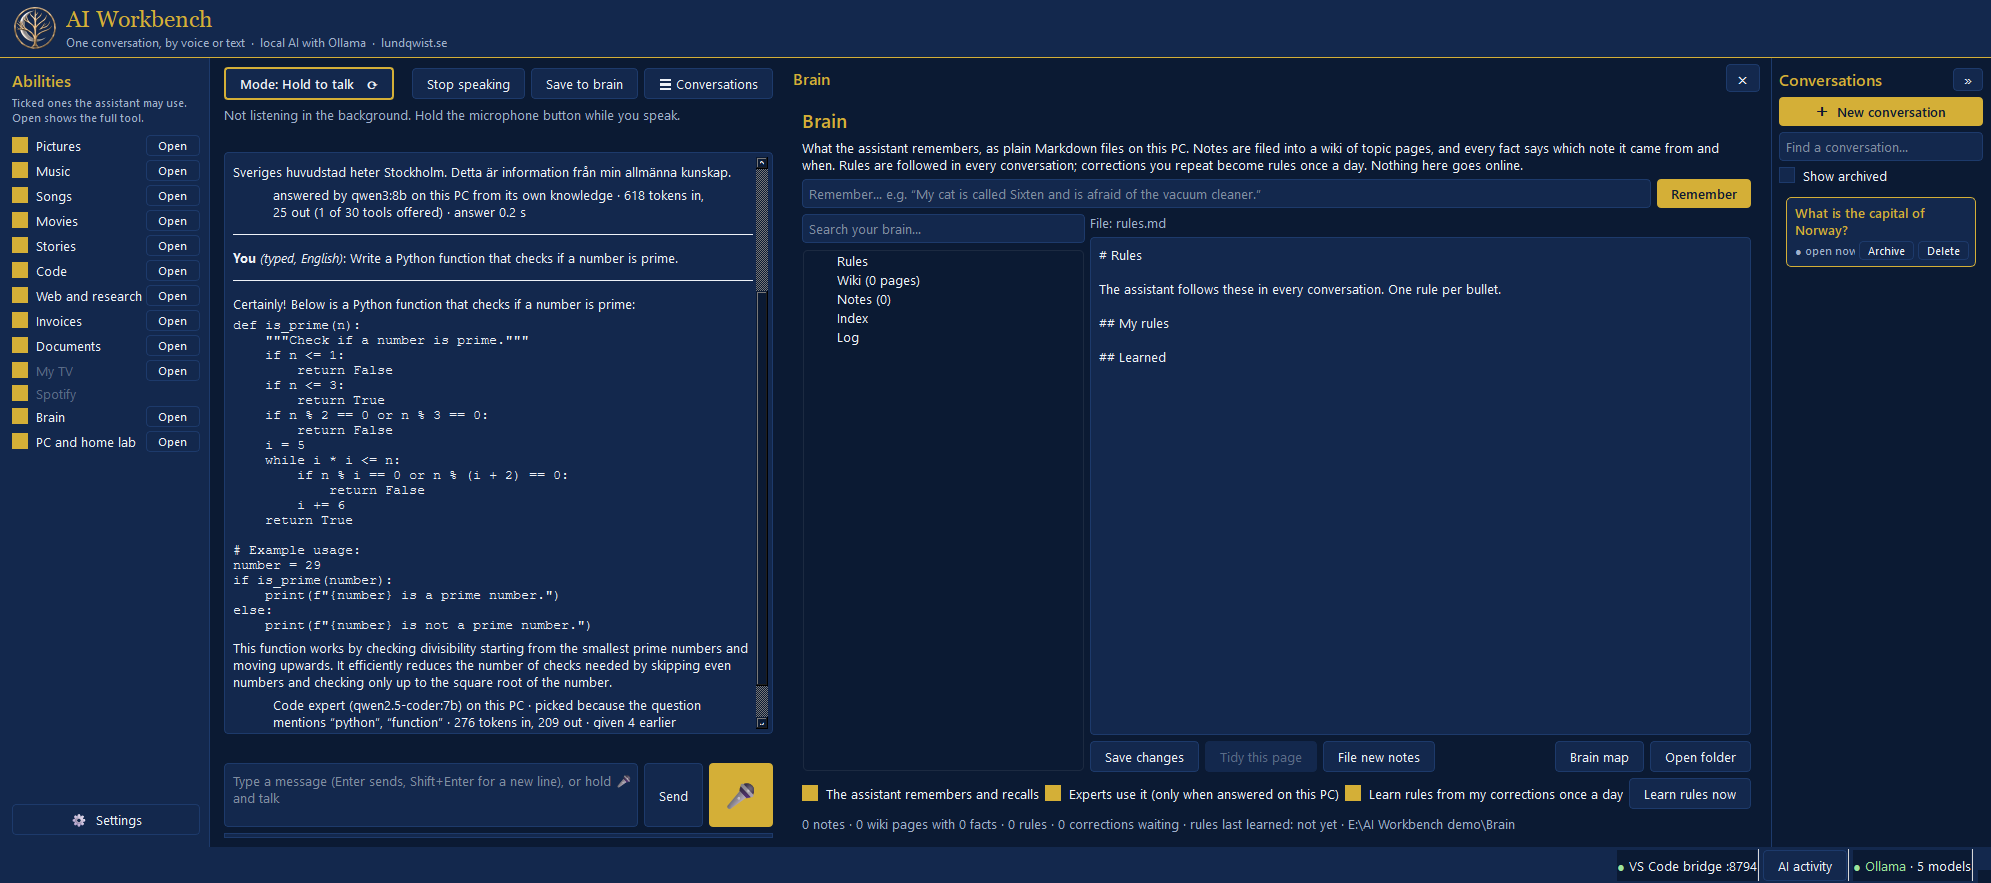 AI Workbench
One conversation, by voice or text · local AI with Ollama · lundqwist.se
Abilities
Ticked ones the assistant may use.
Open shows the full tool.
Pictures Open
Music Open
Songs Open
Movies Open
Stories Open
Code Open
Web and research Open
Invoices Open
Documents Open
My TV Open
Spotify
Brain Open
PC and home lab Open
Settings
Mode: Hold to talk
Stop speaking
Save to brain
Conversations
Not listening in the background. Hold the microphone button while you speak.
Sveriges huvudstad heter Stockholm. Detta är information från min allmänna kunskap.
answered by qwen3:8b on this PC from its own knowledge · 618 tokens in,
25 out (1 of 30 tools offered) · answer 0.2 s
You (typed, English): Write a Python function that checks if a number is prime.
Certainly! Below is a Python function that checks if a number is prime:
def is_prime(n):
    """Check if a number is prime."""
    if n <= 1:
        return False
    if n <= 3:
        return True
    if n % 2 == 0 or n % 3 == 0:
        return False
    i = 5
    while i * i <= n:
        if n % i == 0 or n % (i + 2) == 0:
            return False
        i += 6
    return True
# Example usage:
number = 29
if is_prime(number):
    print(f"{number} is a prime number.")
else:
    print(f"{number} is not a prime number.")
This function works by checking divisibility starting from the smallest prime numbers and
moving upwards. It efficiently reduces the number of checks needed by skipping even
numbers and checking only up to the square root of the number.
Code expert (qwen2.5-coder:7b) on this PC · picked because the question
mentions “python”, “function” · 276 tokens in, 209 out · given 4 earlier
Type a message (Enter sends, Shift+Enter for a new line), or hold 🎤
and talk
Send
Brain
×
Brain
What the assistant remembers, as plain Markdown files on this PC. Notes are filed into a wiki of topic pages, and every fact says which note it came from and
when. Rules are followed in every conversation; corrections you repeat become rules once a day. Nothing here goes online.
Remember... e.g. “My cat is called Sixten and is afraid of the vacuum cleaner.”
Remember
Search your brain...
Rules
Wiki (0 pages)
Notes (0)
Index
Log
File: rules.md
# Rules
The assistant follows these in every conversation. One rule per bullet.
## My rules
## Learned
Save changes
Tidy this page
File new notes
Brain map
Open folder
The assistant remembers and recalls
Experts use it (only when answered on this PC)
Learn rules from my corrections once a day
Learn rules now
0 notes · 0 wiki pages with 0 facts · 0 rules · 0 corrections waiting · rules last learned: not yet · E:\AI Workbench demo\Brain
Conversations
»
+ New conversation
Find a conversation...
Show archived
What is the capital of
Norway?
● open now Archive Delete
● VS Code bridge :8794
AI activity
● Ollama · 5 models